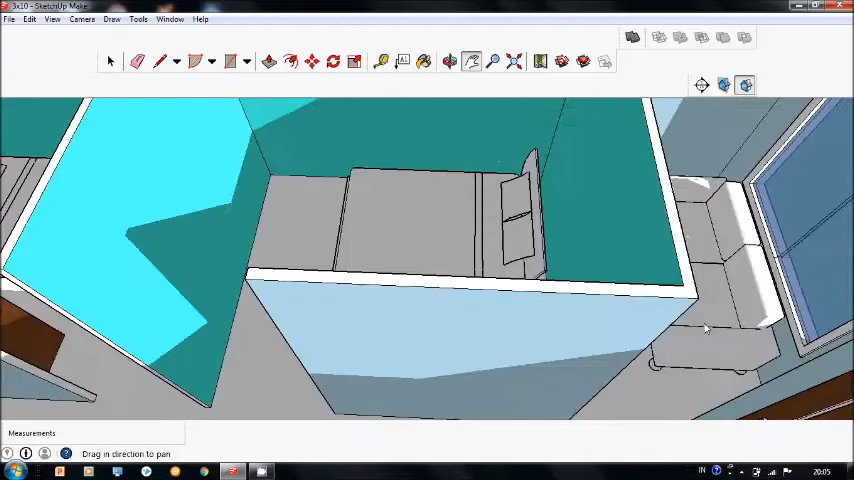 3x10 - SketchUp Make
File Edit View Camera Draw Tools Window Help
A1
Measurements
Drag in direction to pan
IN 20:05